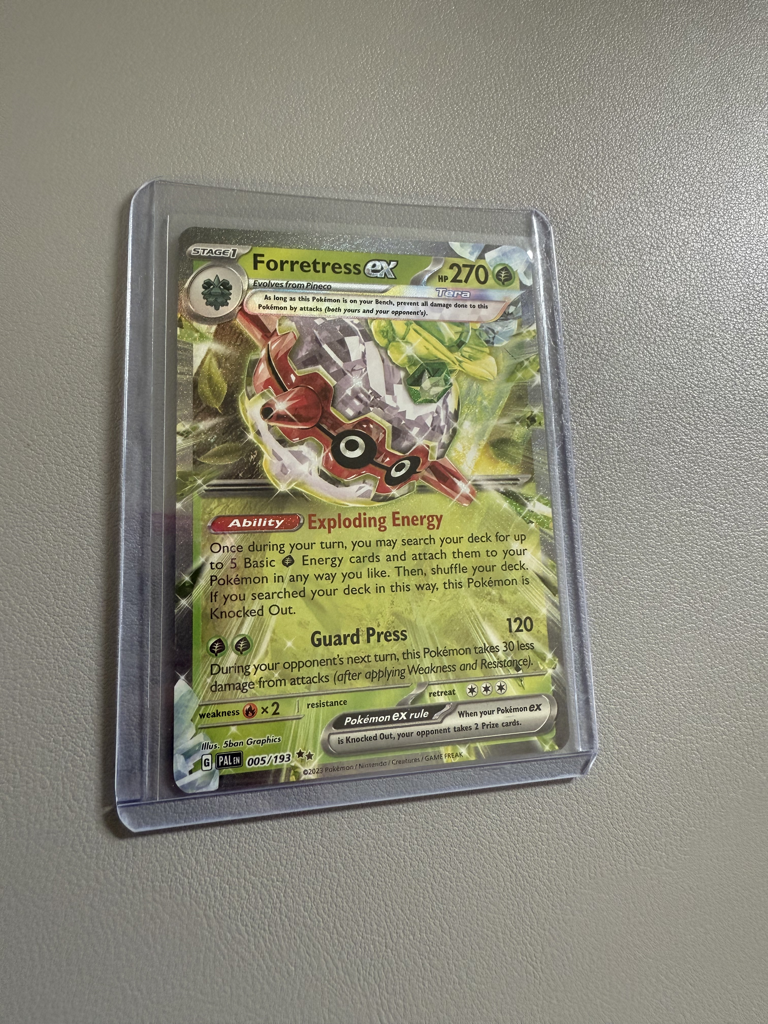 STAGE 1
Forretress ex HP 270
Evolves from Pineco
Tera
As long as this Pokémon is on your Bench, prevent all damage done to this
Pokémon by attacks (both yours and your opponent's).
Ability Exploding Energy
Once during your turn, you may search your deck for up
to 5 Basic Energy cards and attach them to your
Pokémon in any way you like. Then, shuffle your deck.
If you searched your deck in this way, this Pokémon is
Knocked Out.
Guard Press 120
During your opponent's next turn, this Pokémon takes 30 less
damage from attacks (after applying Weakness and Resistance).
weakness ×2 resistance retreat
Pokémon ex rule When your Pokémon ex
is Knocked Out, your opponent takes 2 Prize cards.
Illus. 5ban Graphics
G PAL EN 005/193
©2023 Pokémon / Nintendo / Creatures / GAME FREAK